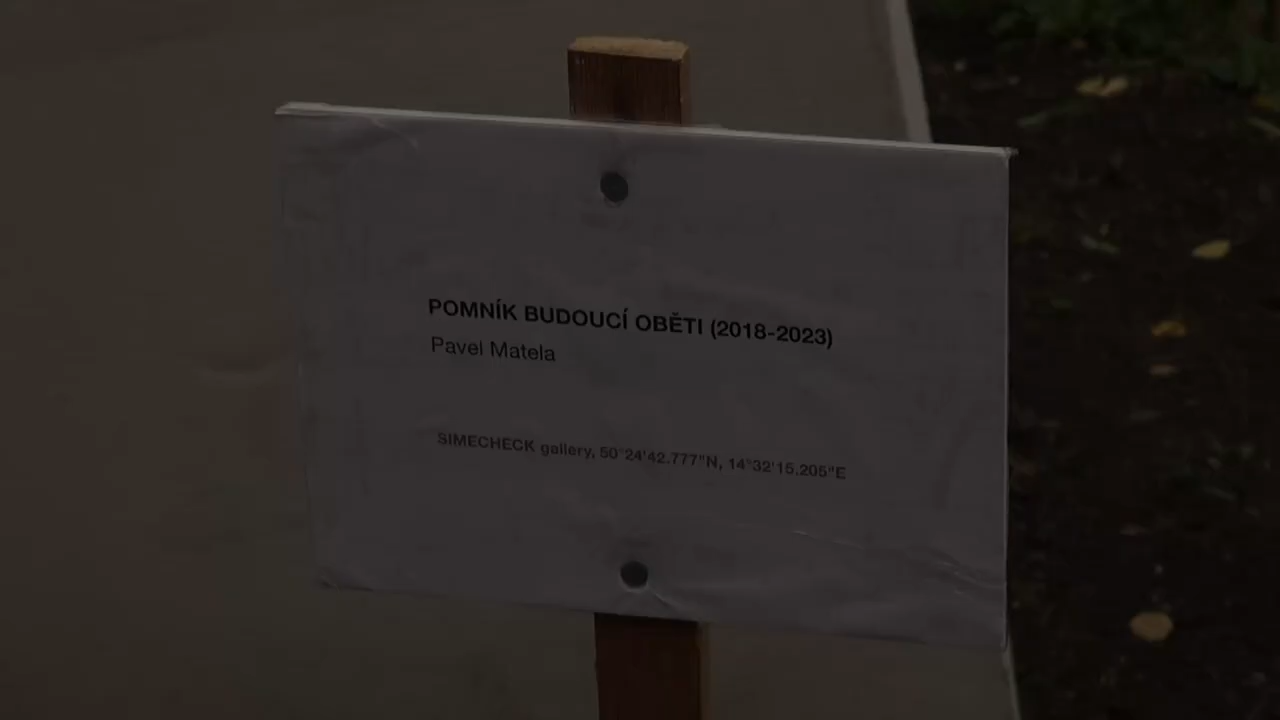 POMNÍK BUDOUCÍ OBĚTI (2018-2023)
Pavel Matela
SIMECHECK gallery, 50°24'42.777"N, 14°32'15.205"E